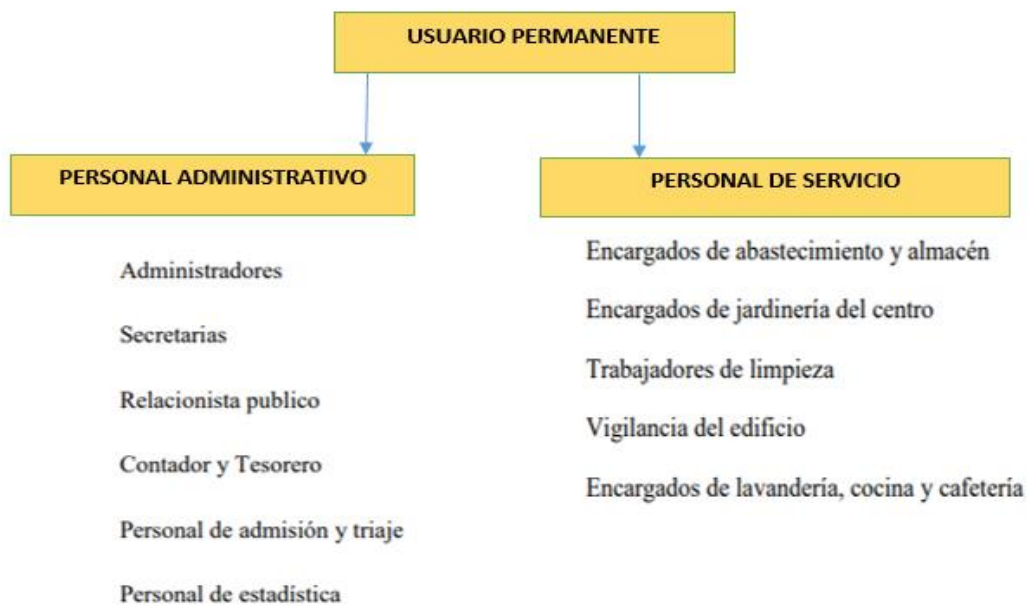 USUARIO PERMANENTE
PERSONAL ADMINISTRATIVO
Administradores
Secretarias
Relacionista publico
Contador y Tesorero
Personal de admisión y triaje
Personal de estadística
PERSONAL DE SERVICIO
Encargados de abastecimiento y almacén
Encargados de jardinería del centro
Trabajadores de limpieza
Vigilancia del edificio
Encargados de lavandería, cocina y cafetería